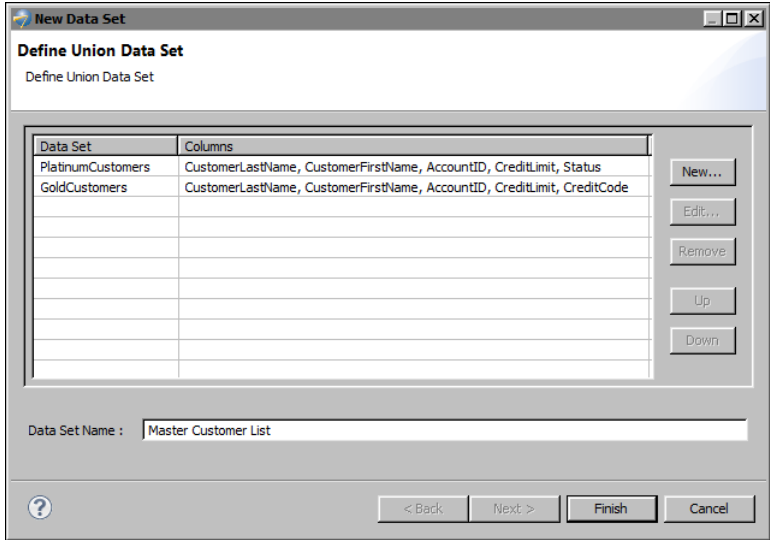 New Data Set
Define Union Data Set
Define Union Data Set
Data Set Columns
PlatinumCustomers CustomerLastName, CustomerFirstName, AccountID, CreditLimit, Status
GoldCustomers CustomerLastName, CustomerFirstName, AccountID, CreditLimit, CreditCode
New...
Edit...
Remove
Up
Down
Data Set Name : Master Customer List
? < Back Next > Finish Cancel